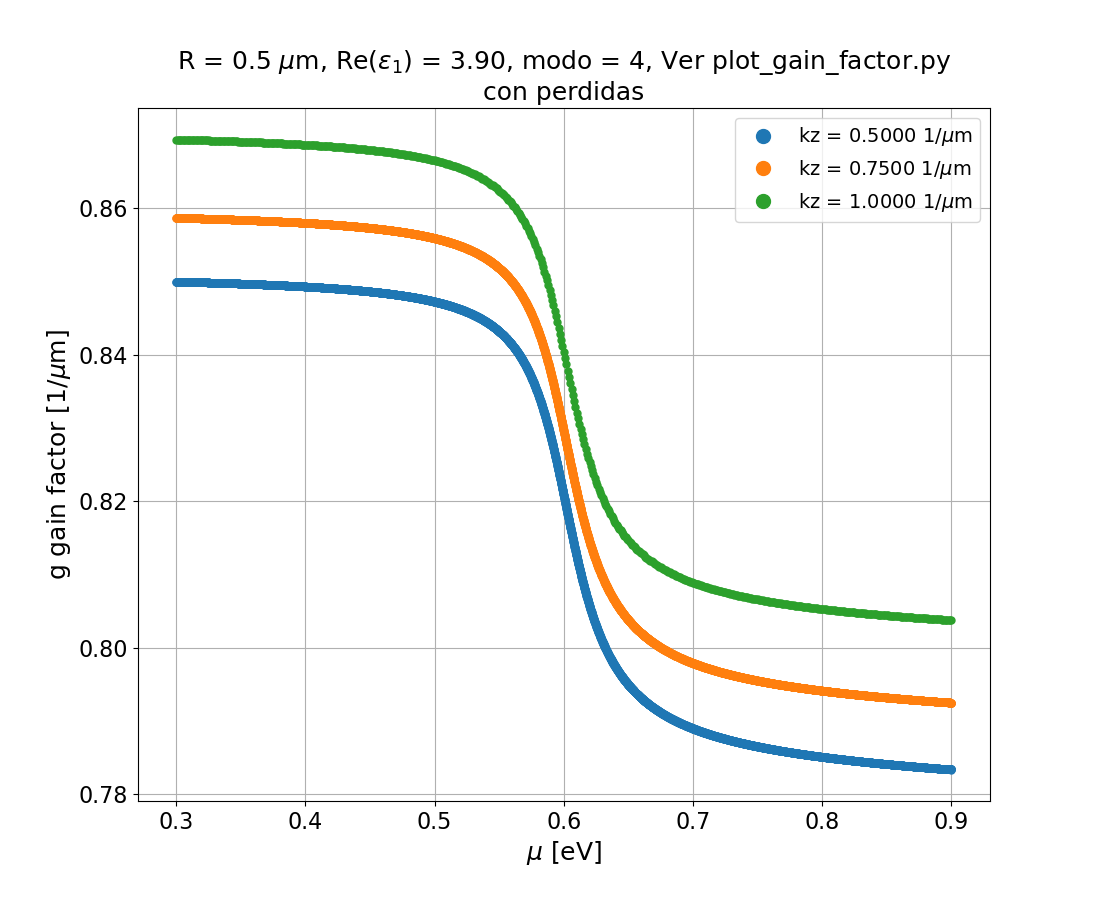 R = 0.5 μm, Re(ε₁) = 3.90, modo = 4, Ver plot_gain_factor.py
con perdidas
kz = 0.5000 1/μm
kz = 0.7500 1/μm
kz = 1.0000 1/μm
g gain factor [1/μm]
0.86
0.84
0.82
0.80
0.78
0.3 0.4 0.5 0.6 0.7 0.8 0.9
μ [eV]